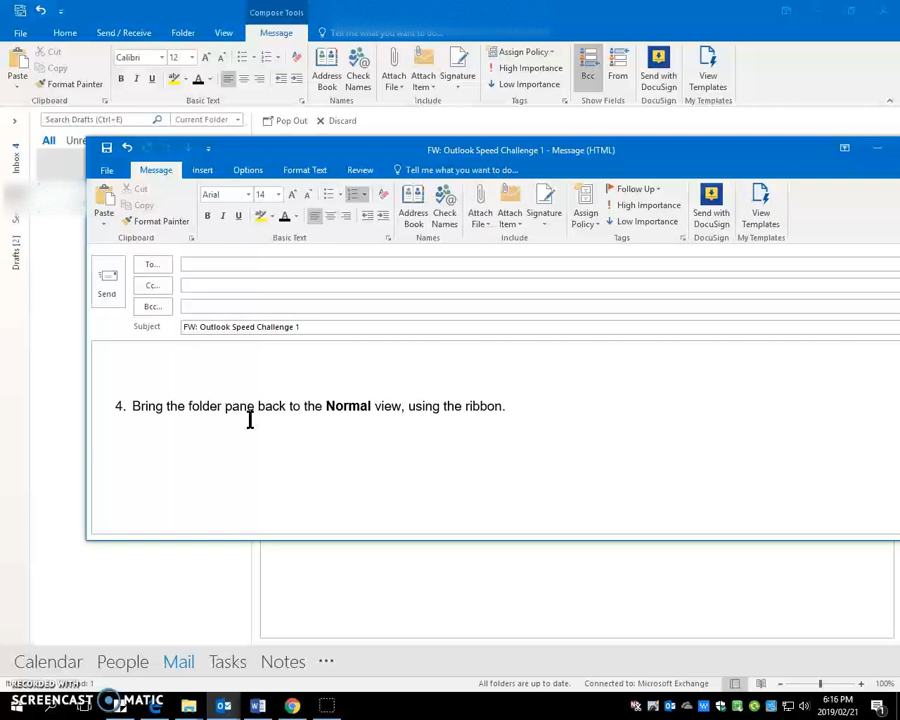 Compose Tools
File Home Send / Receive Folder View Message Tell me what you want to do...
Paste Cut Copy Format Painter Calibri 12 B I U A Address Book Check Names Attach File Attach Item Signature Assign Policy High Importance Low Importance Bcc From Send with DocuSign View Templates
Clipboard Basic Text Names Include Tags Show Fields DocuSign My Templates
Search Drafts (Ctrl+E) Current Folder Pop Out Discard
All Unre
Inbox 4
Drafts [2]
FW: Outlook Speed Challenge 1 - Message (HTML)
File Message Insert Options Format Text Review Tell me what you want to do...
Paste Cut Copy Format Painter Arial 14 B I U A Address Book Check Names Attach File Attach Item Signature Assign Policy Follow Up High Importance Low Importance Send with DocuSign View Templates
Clipboard Basic Text Names Include Tags DocuSign My Templates
Send
To...
Cc...
Bcc...
Subject FW: Outlook Speed Challenge 1
4. Bring the folder pane back to the Normal view, using the ribbon.
Calendar People Mail Tasks Notes ...
All folders are up to date. Connected to: Microsoft Exchange 100%
RECORDED WITH
SCREENCAST MATIC
6:16 PM
2019/02/21